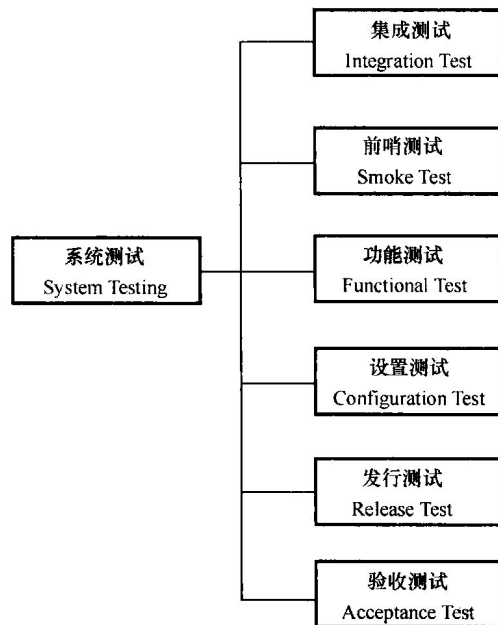 集成测试
Integration Test
前哨测试
Smoke Test
系统测试
System Testing
功能测试
Functional Test
设置测试
Configuration Test
发行测试
Release Test
验收测试
Acceptance Test